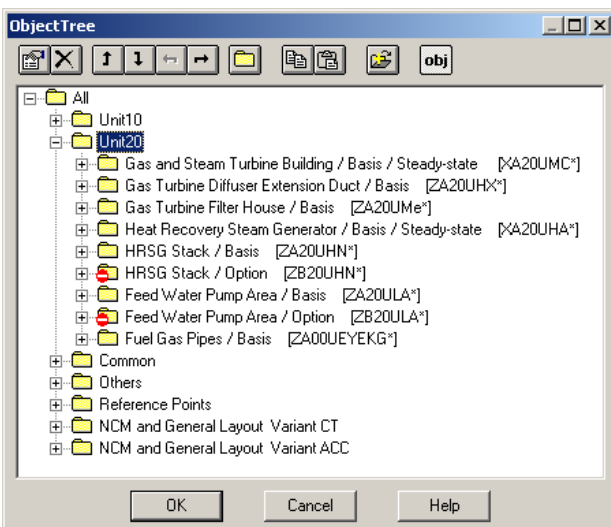 ObjectTree
obj
All
Unit10
Unit20
Gas and Steam Turbine Building / Basis / Steady-state [XA20UMC*]
Gas Turbine Diffuser Extension Duct / Basis [ZA20UHX*]
Gas Turbine Filter House / Basis [ZA20UMe*]
Heat Recovery Steam Generator / Basis / Steady-state [XA20UHA*]
HRSG Stack / Basis [ZA20UHN*]
HRSG Stack / Option [ZB20UHN*]
Feed Water Pump Area / Basis [ZA20ULA*]
Feed Water Pump Area / Option [ZB20ULA*]
Fuel Gas Pipes / Basis [ZA00UEYEKG*]
Common
Others
Reference Points
NCM and General Layout Variant CT
NCM and General Layout Variant ACC
OK Cancel Help